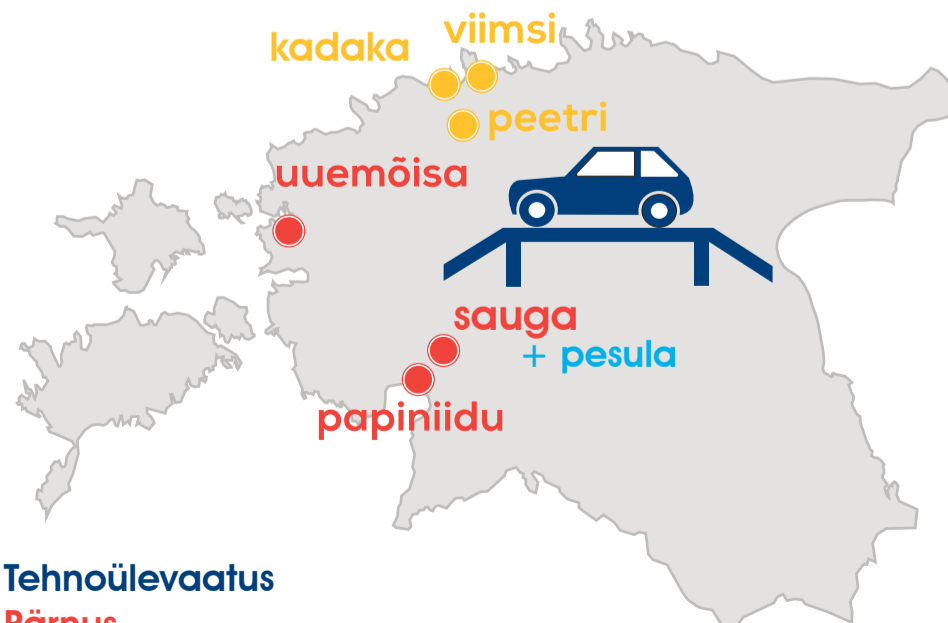 viimsi
kadaka
peetri
uuemõisa
sauga
+ pesula
papiniidu
Tehnoülevaatus